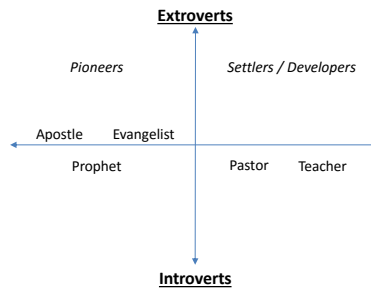 Extroverts
Pioneers
Settlers / Developers
Apostle
Evangelist
Prophet
Pastor
Teacher
Introverts